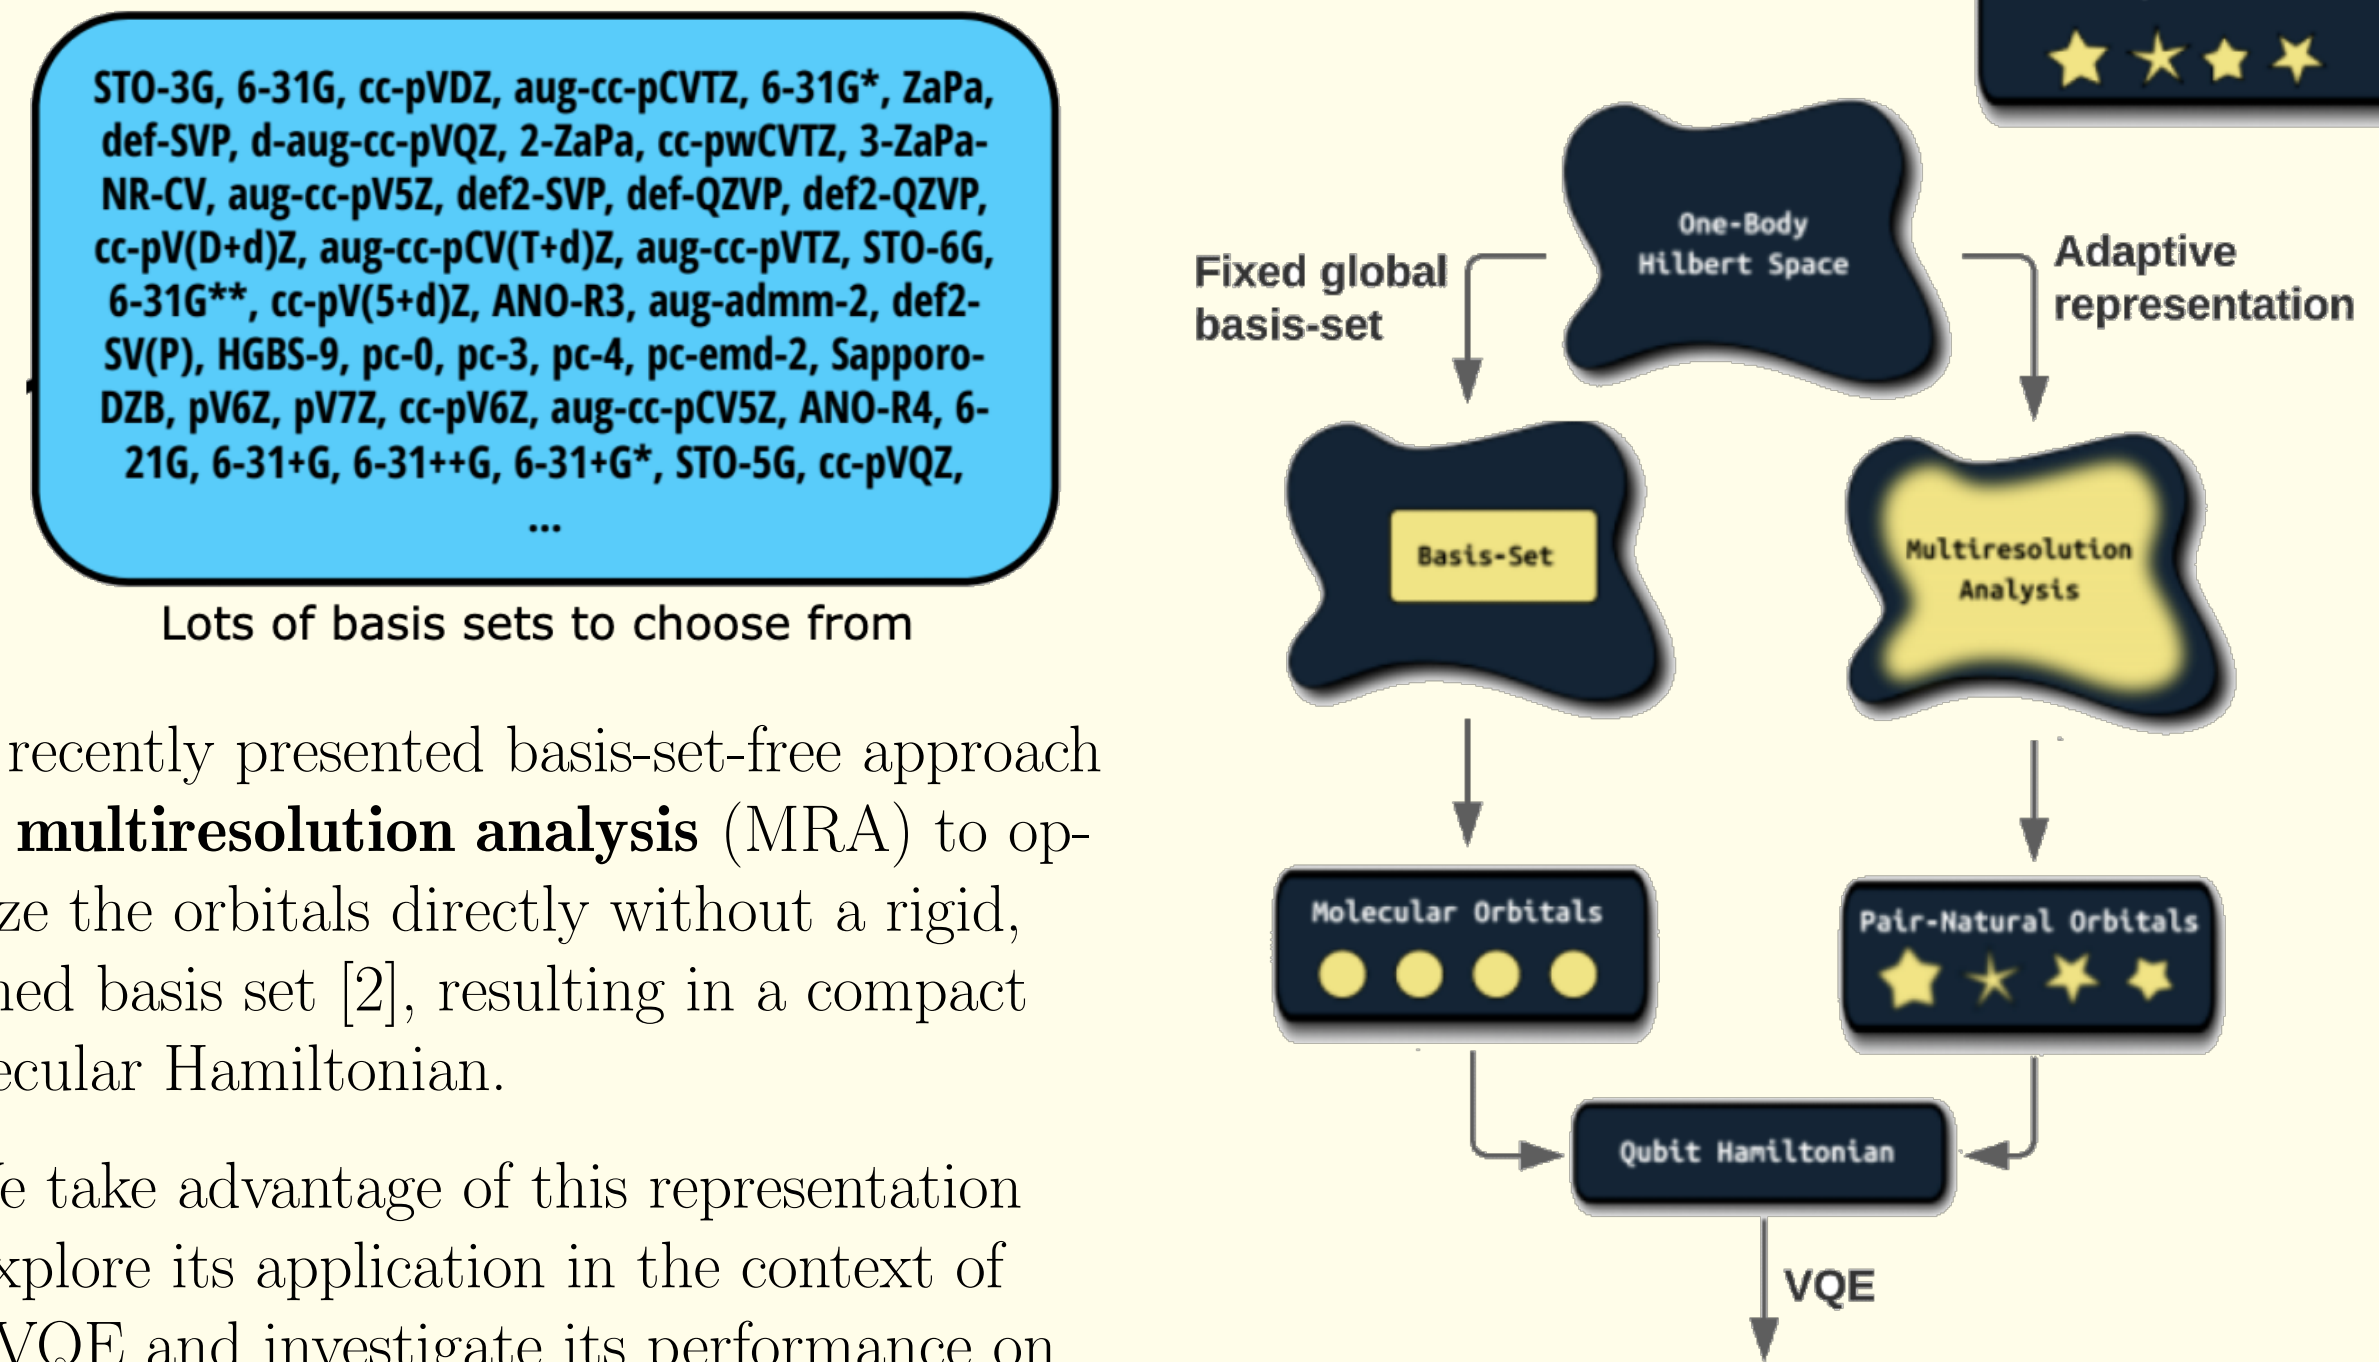 STO-3G, 6-31G, cc-pVDZ, aug-cc-pCVTZ, 6-31G*, ZaPa,
def-SVP, d-aug-cc-pVQZ, 2-ZaPa, cc-pwCVTZ, 3-ZaPa-
NR-CV, aug-cc-pV5Z, def2-SVP, def-QZVP, def2-QZVP,
cc-pV(D+d)Z, aug-cc-pCV(T+d)Z, aug-cc-pVTZ, STO-6G,
6-31G**, cc-pV(5+d)Z, ANO-R3, aug-admm-2, def2-
SV(P), HGBS-9, pc-0, pc-3, pc-4, pc-emd-2, Sapporo-
DZB, pV6Z, pV7Z, cc-pV6Z, aug-cc-pCV5Z, ANO-R4, 6-
21G, 6-31+G, 6-31++G, 6-31+G*, STO-5G, cc-pVQZ,
...
Lots of basis sets to choose from
recently presented basis-set-free approach
multiresolution analysis (MRA) to op-
ze the orbitals directly without a rigid,
ned basis set [2], resulting in a compact
ecular Hamiltonian.
e take advantage of this representation
xplore its application in the context of
VQE and investigate its performance on
One-Body
Hilbert Space
Fixed global
basis-set
Adaptive
representation
Basis-Set
Multiresolution
Analysis
Molecular Orbitals
Pair-Natural Orbitals
Qubit Hamiltonian
VQE